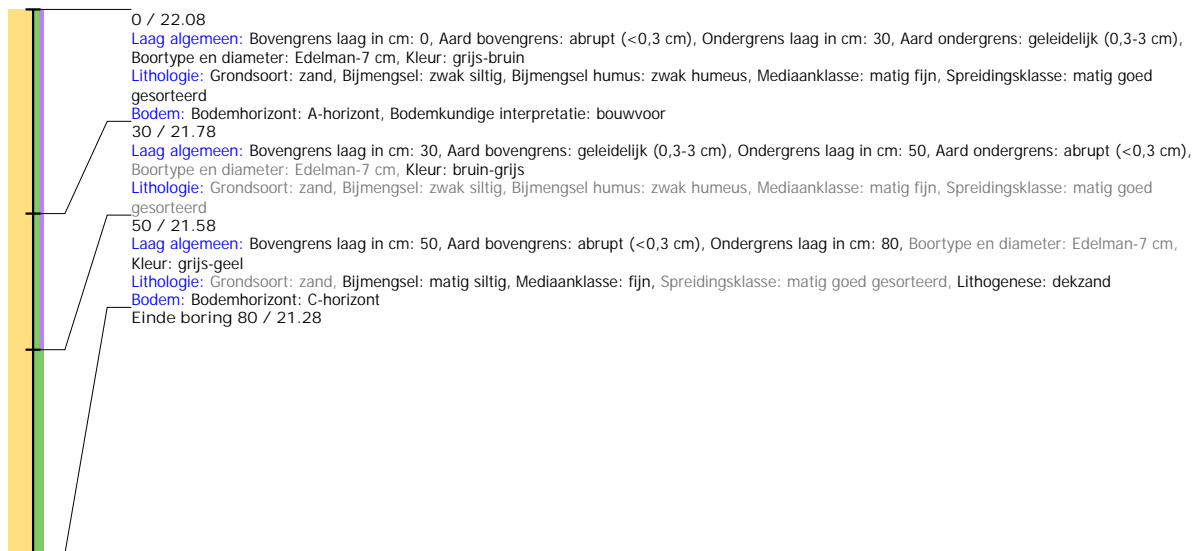 0 / 22.08
Laag algemeen: Bovengrens laag in cm: 0, Aard bovengrens: abrupt (<0,3 cm), Ondergrens laag in cm: 30, Aard ondergrens: geleidelijk (0,3-3 cm),
Boortype en diameter: Edelman-7 cm, Kleur: grijs-bruin
Lithologie: Grondsoort: zand, Bijmengsel: zwak siltig, Bijmengsel humus: zwak humeus, Mediaanklasse: matig fijn, Spreidingsklasse: matig goed
gesorteerd
Bodem: Bodemhorizont: A-horizont, Bodemkundige interpretatie: bouwvoor
30 / 21.78
Laag algemeen: Bovengrens laag in cm: 30, Aard bovengrens: geleidelijk (0,3-3 cm), Ondergrens laag in cm: 50, Aard ondergrens: abrupt (<0,3 cm),
Boortype en diameter: Edelman-7 cm, Kleur: bruin-grijs
Lithologie: Grondsoort: zand, Bijmengsel: zwak siltig, Bijmengsel humus: zwak humeus, Mediaanklasse: matig fijn, Spreidingsklasse: matig goed
gesorteerd
50 / 21.58
Laag algemeen: Bovengrens laag in cm: 50, Aard bovengrens: abrupt (<0,3 cm), Ondergrens laag in cm: 80, Boortype en diameter: Edelman-7 cm,
Kleur: grijs-geel
Lithologie: Grondsoort: zand, Bijmengsel: matig siltig, Mediaanklasse: fijn, Spreidingsklasse: matig goed gesorteerd, Lithogenese: dekzand
Bodem: Bodemhorizont: C-horizont
Einde boring 80 / 21.28